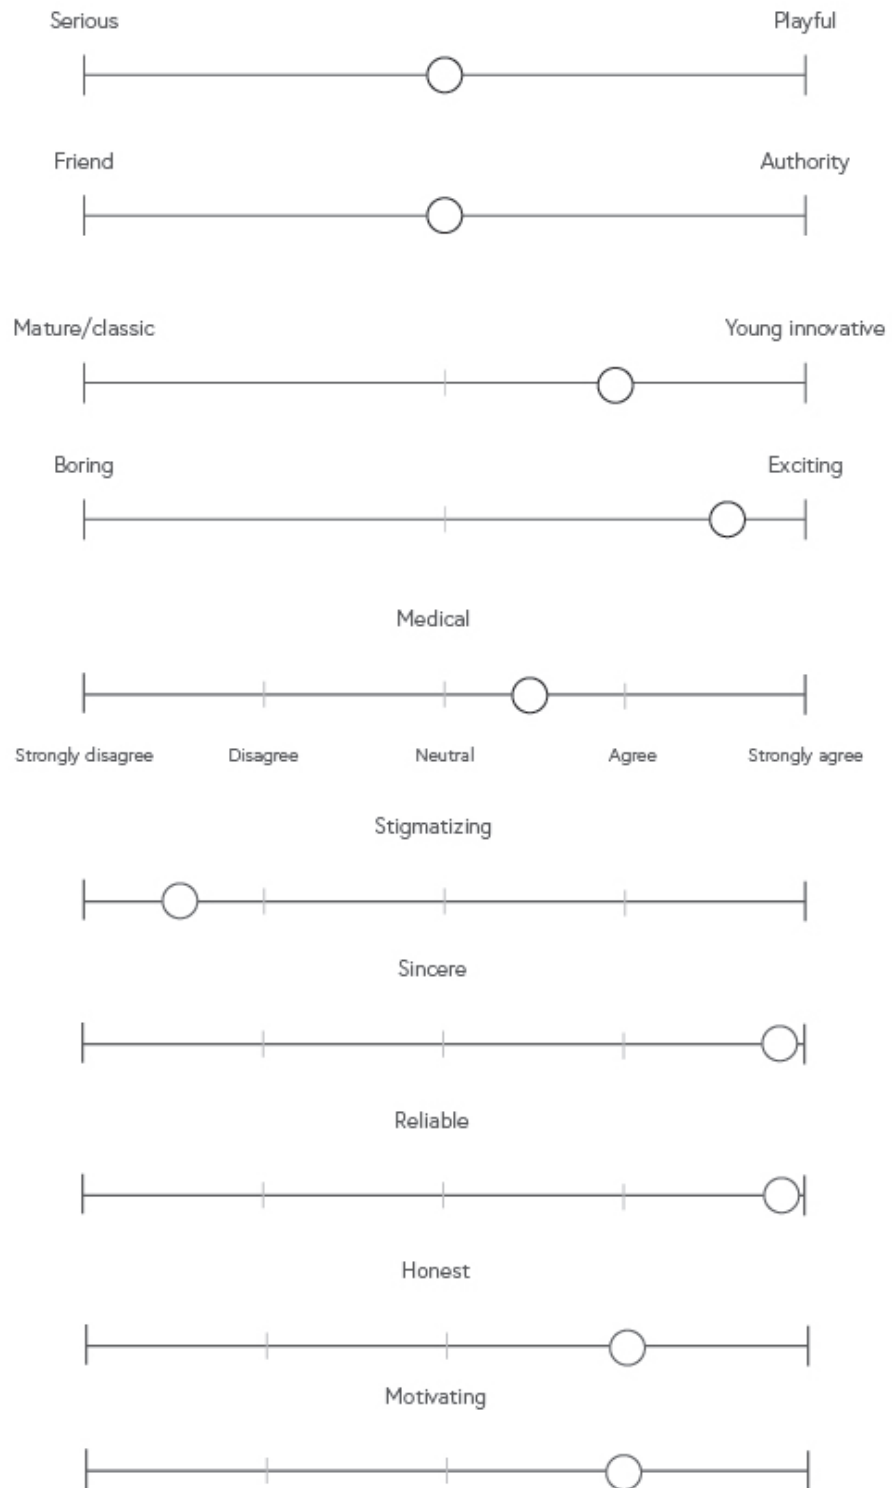 Serious Playful
Friend Authority
Mature/classic Young innovative
Boring Exciting
Medical
Strongly disagree Disagree Neutral Agree Strongly agree
Stigmatizing
Sincere
Reliable
Honest
Motivating